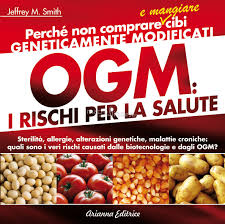 Jeffrey M. Smith
e mangiare
Perché non comprare cibi
GENETICAMENTE MODIFICATI
OGM:
I RISCHI PER LA SALUTE
Sterilità, allergie, alterazioni genetiche, malattie croniche:
quali sono i veri rischi causati dalle biotecnologie e dagli OGM?
Arianna Editrice